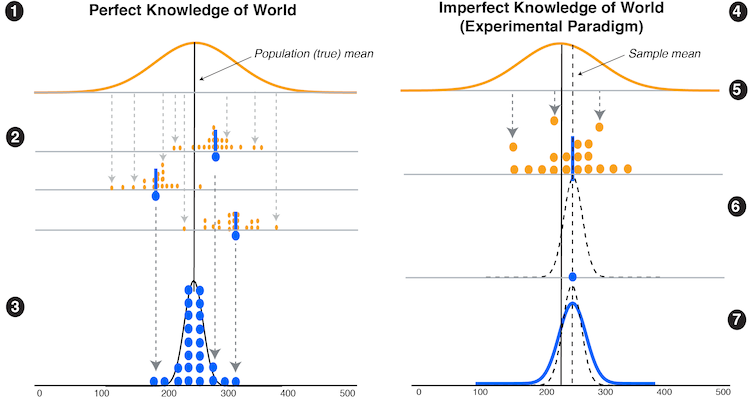 1
Perfect Knowledge of World
Population (true) mean
2
3
0 100 200 300 400 500
Imperfect Knowledge of World
(Experimental Paradigm)
4
Sample mean
5
6
7
0 100 200 300 400 500